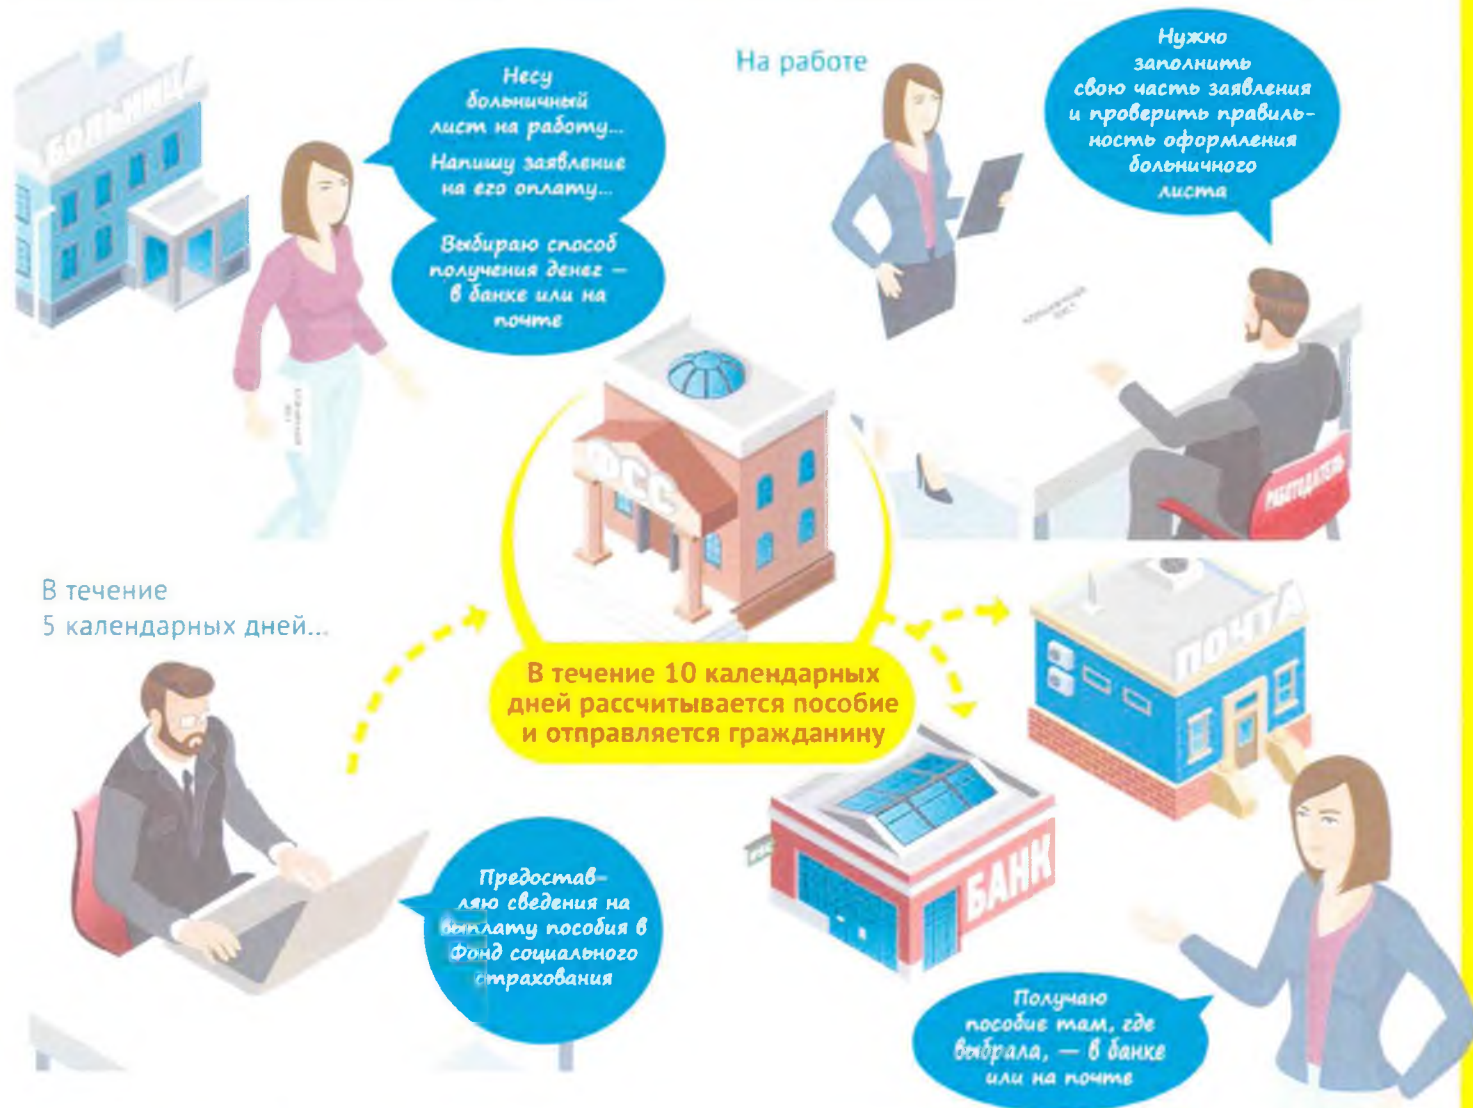 БОЛЬНИЦА
Несу
больничный
лист на работу...
Напишу заявление
на его оплату...
Выбираю способ
получения денег —
в банке или на
почте
На работе
Нужно
заполнить
свою часть заявления
и проверить правиль-
ность оформления
больничного
листа
РАБОТОДАТЕЛЬ
ФСС
В течение
5 календарных дней...
В течение 10 календарных
дней рассчитывается пособие
и отправляется гражданину
ПОЧТА
БАНК
Предостав-
ляю сведения на
выплату пособия в
Фонд социального
страхования
Получаю
пособие там, где
выбрала, — в банке
или на почте